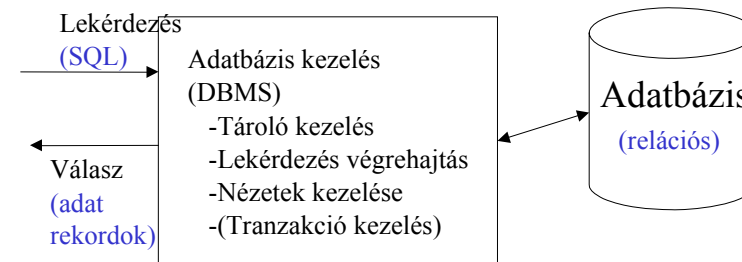 Lekérdezés
(SQL)
Válasz
(adat
rekordok)
Adatbázis kezelés
(DBMS)
-Tároló kezelés
-Lekérdezés végrehajtás
-Nézetek kezelése
-(Tranzakció kezelés)
Adatbázis
(relációs)